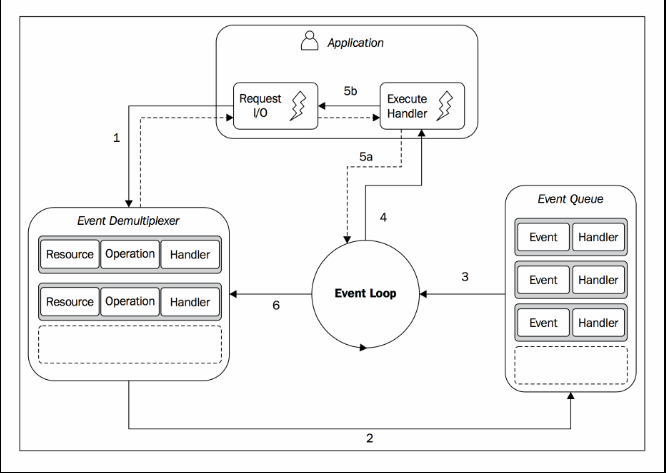 Application
Request
I/O
5b
Execute
Handler
1
5a
4
Event Demultiplexer
Resource Operation Handler
Resource Operation Handler
Event Loop
3
6
Event Queue
Event Handler
Event Handler
Event Handler
2